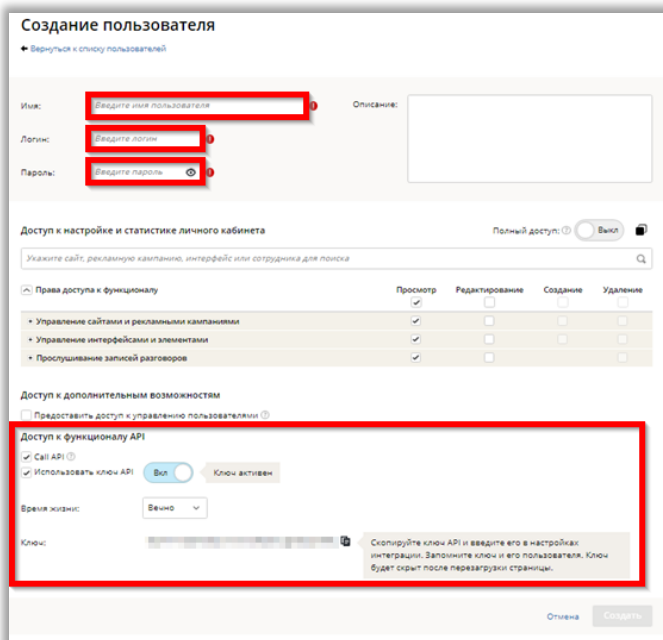 Создание пользователя
Вернуться к списку пользователей
Имя: Введите имя пользователя Описание:
Логин: Введите логин
Пароль: Введите пароль
Доступ к настройке и статистике личного кабинета Полный доступ: Выкл
Укажите сайт, рекламную кампанию, интерфейс или сотрудника для поиска
Права доступа к функционалу Просмотр Редактирование Создание Удаление
+ Управление сайтами и рекламными кампаниями
+ Управление интерфейсами и элементами
+ Прослушивание записей разговоров
Доступ к дополнительным возможностям
Предоставить доступ к управлению пользователями
Доступ к функционалу API
Call API
Использовать ключ API Вкл Ключ активен
Время жизни: Вечно
Ключ: Скопируйте ключ API и введите его в настройках
интеграции. Запомните ключ и его пользователя. Ключ
будет скрыт после перезагрузки страницы.
Отмена Создать